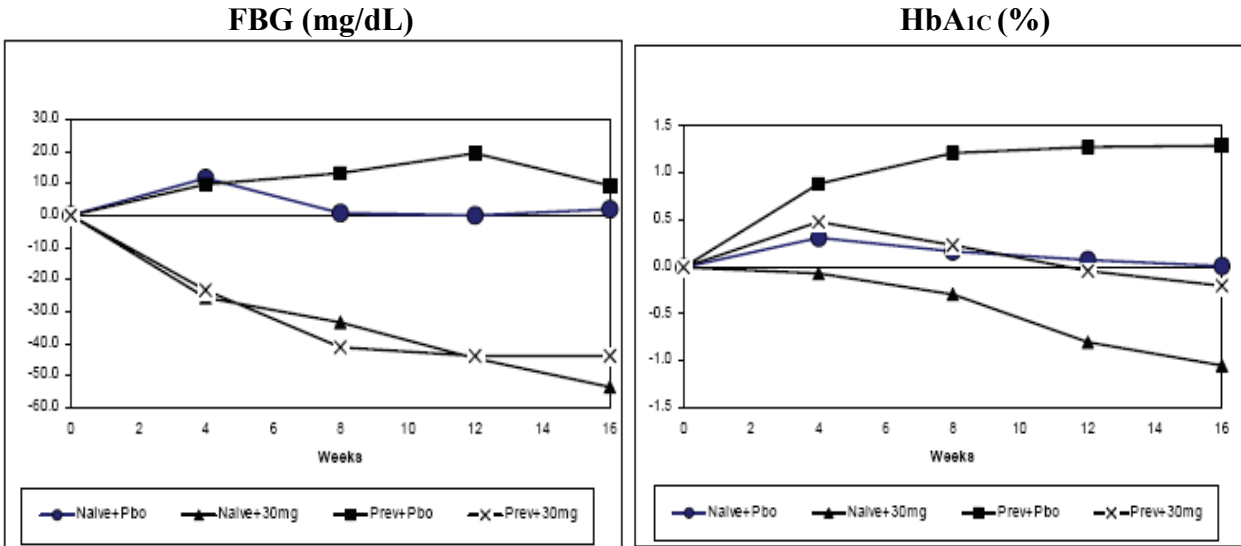 FBG (mg/dL)
30.0
20.0
10.0
0.0
-10.0
-20.0
-30.0
-40.0
-50.0
-60.0
0 2 4 6 8 10 12 14 16
Weeks
Naive+Pbo Naive+30mg Prev+Pbo Prev+30mg
HbA1C (%)
1.5
1.0
0.5
0.0
-0.5
-1.0
-1.5
0 2 4 6 8 10 12 14 16
Weeks
Naive+Pbo Naive+30mg Prev+Pbo Prev+30mg